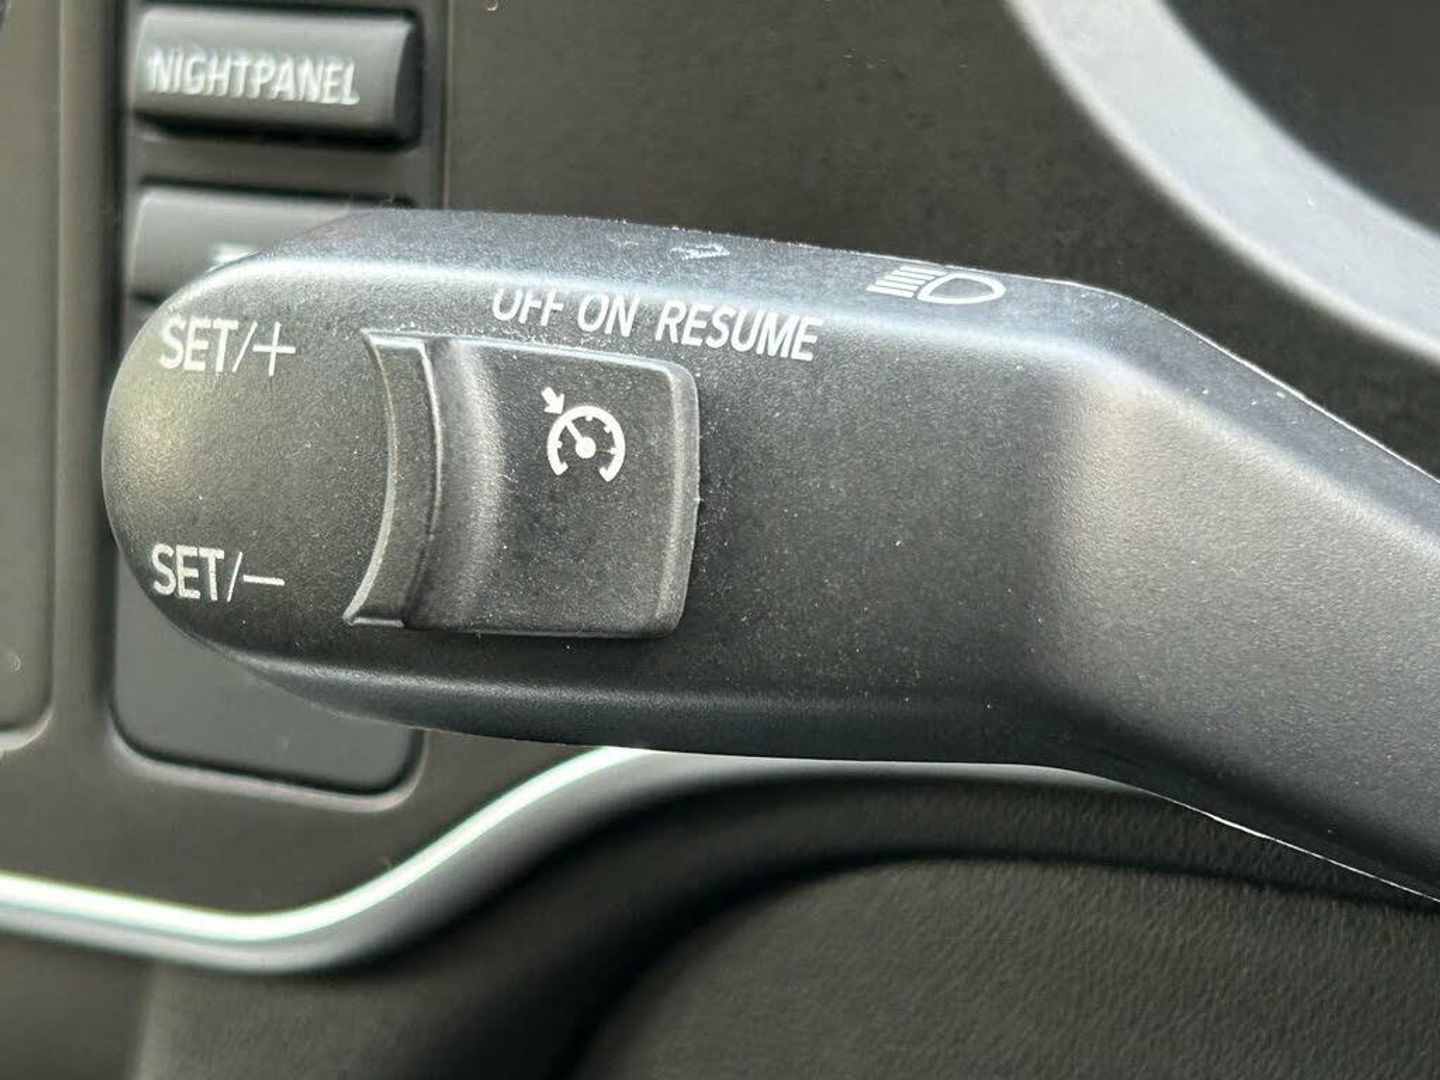 NIGHTPANEL
OFF ON RESUME
SET/+
SET/−